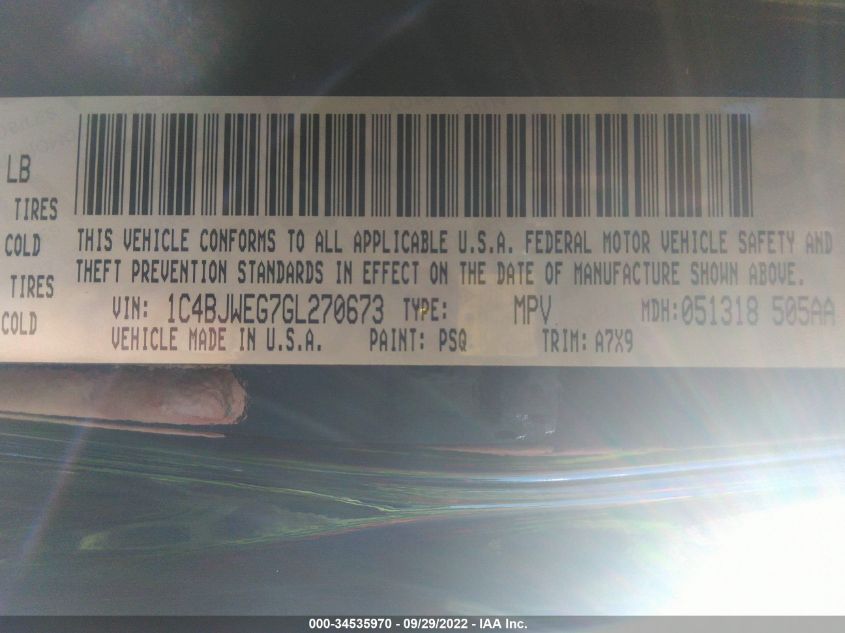 LB
TIRES
COLD
TIRES
COLD
THIS VEHICLE CONFORMS TO ALL APPLICABLE U.S.A. FEDERAL MOTOR VEHICLE SAFETY AND
THEFT PREVENTION STANDARDS IN EFFECT ON THE DATE OF MANUFACTURE SHOWN ABOVE.
VIN: 1C4BJWEG7GL270673 TYPE: MPV MDH:051318 505AA
VEHICLE MADE IN U.S.A. PAINT: PSQ TRIM: A7X9
000-34535970 - 09/29/2022 - IAA Inc.